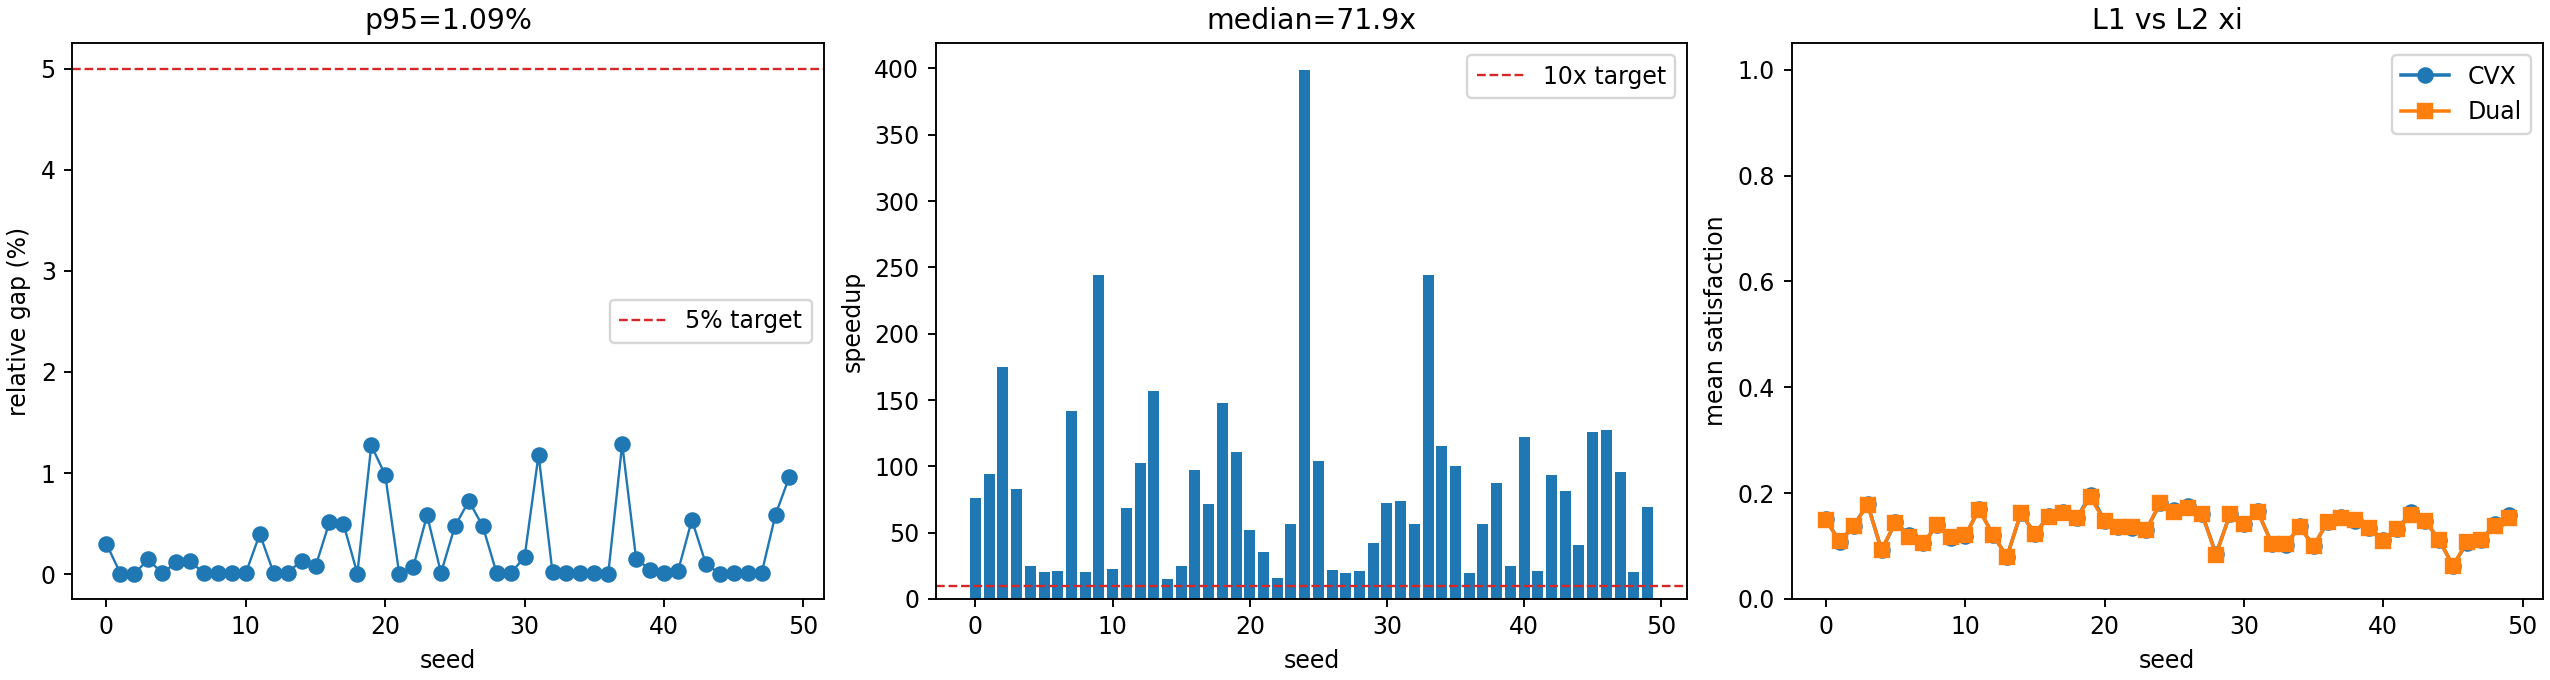 p95=1.09%
relative gap (%)
5
4
3
2
1
0
5% target
0 10 20 30 40 50
seed
median=71.9x
speedup
400
350
300
250
200
150
100
50
0
10x target
0 10 20 30 40 50
seed
L1 vs L2 xi
mean satisfaction
1.0
0.8
0.6
0.4
0.2
0.0
CVX
Dual
0 10 20 30 40 50
seed